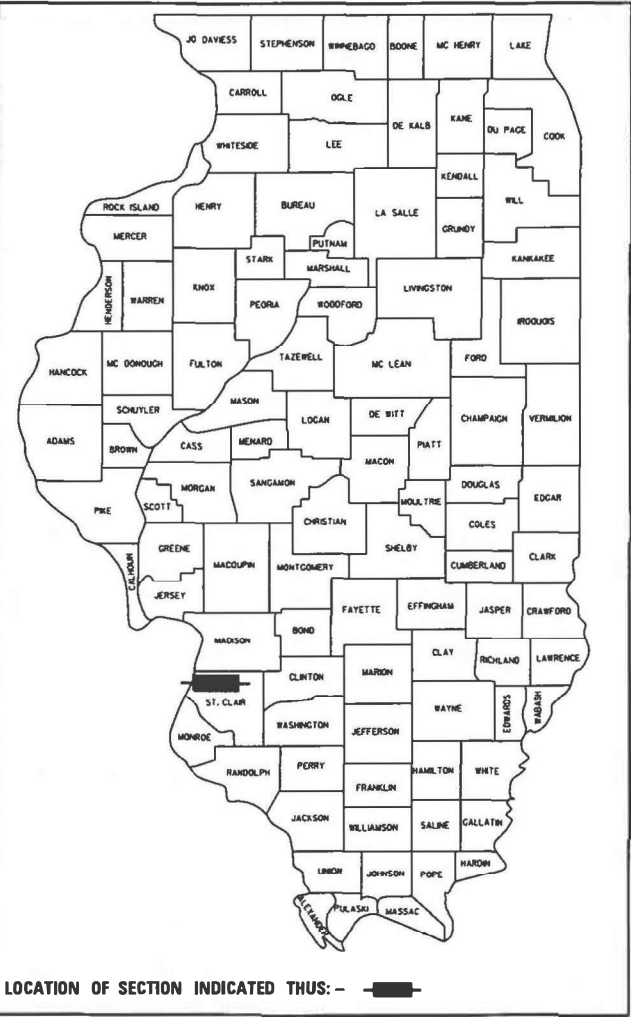 JO DAVIESS
STEPHENSON
WINNEBAGO
BOONE
MC HENRY
LAKE
CARROLL
OGLE
DE KALB
KANE
DU PAGE
COOK
WHITESIDE
LEE
KENDALL
WILL
ROCK ISLAND
HENRY
BUREAU
LA SALLE
GRUNDY
MERCER
PUTNAM
STARK
MARSHALL
KANKAKEE
HENDERSON
WARREN
KNOX
PEORIA
WOODFORD
LIVINGSTON
IROQUOIS
HANCOCK
MC DONOUGH
FULTON
TAZEWELL
MC LEAN
FORD
SCHUYLER
MASON
LOGAN
DE WITT
CHAMPAIGN
VERMILION
ADAMS
BROWN
CASS
MENARD
PIATT
MACON
PIKE
SCOTT
MORGAN
SANGAMON
MOULTRIE
DOUGLAS
EDGAR
CHRISTIAN
COLES
CALHOUN
GREENE
MACOUPIN
MONTGOMERY
SHELBY
CUMBERLAND
CLARK
JERSEY
FAYETTE
EFFINGHAM
JASPER
CRAWFORD
MADISON
BOND
CLAY
RICHLAND
LAWRENCE
CLINTON
MARION
ST. CLAIR
WAYNE
EDWARDS
WABASH
MONROE
WASHINGTON
JEFFERSON
RANDOLPH
PERRY
HAMILTON
WHITE
FRANKLIN
JACKSON
WILLIAMSON
SALINE
GALLATIN
UNION
JOHNSON
POPE
HARDIN
ALEXANDER
PULASKI
MASSAC
LOCATION OF SECTION INDICATED THUS: -